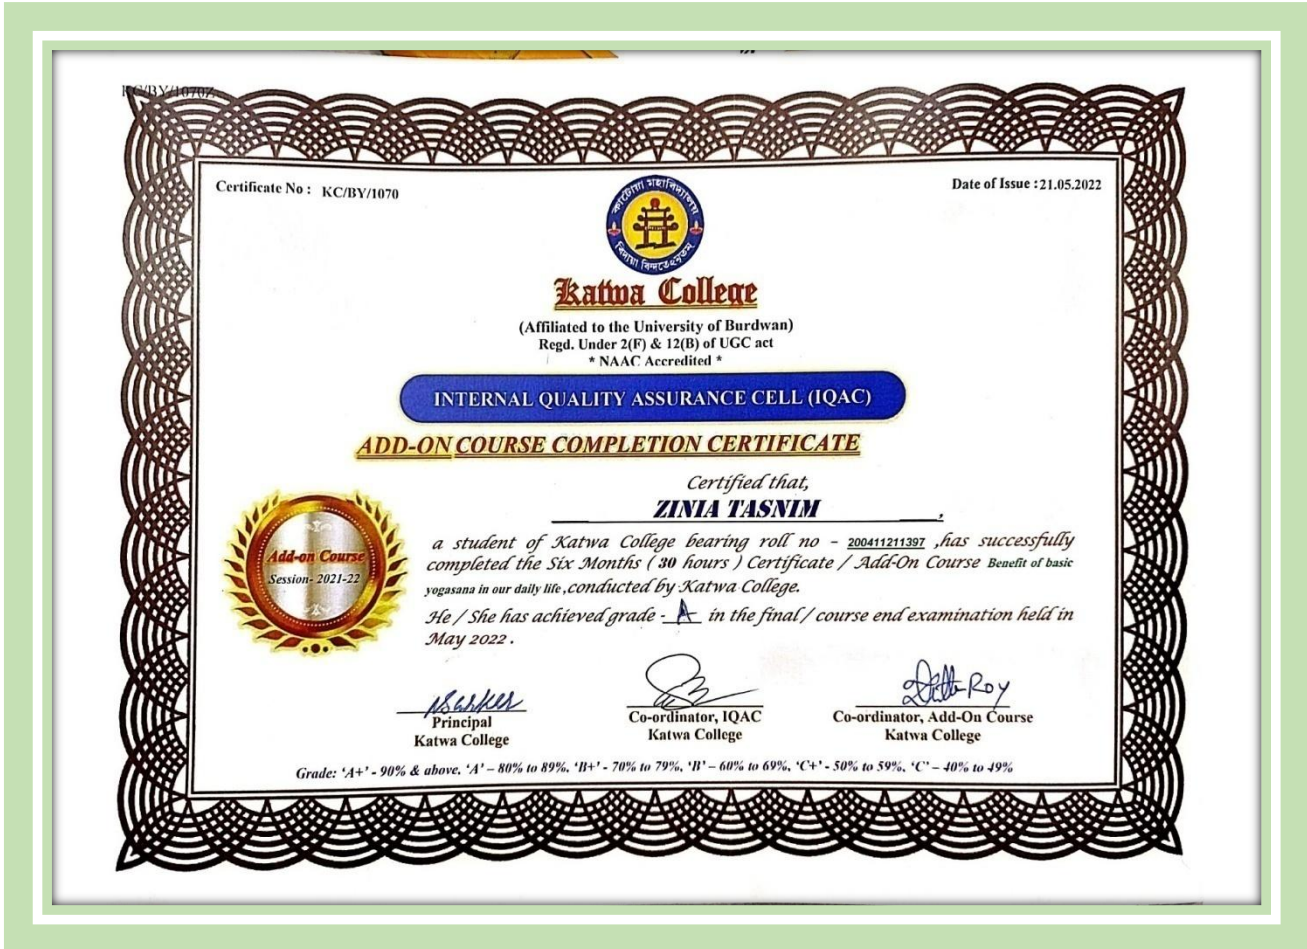 KC/BY/1070Z
Certificate No : KC/BY/1070
Date of Issue :21.05.2022
কাটোয়া মহাবিদ্যালয়
Katwa College
(Affiliated to the University of Burdwan)
Regd. Under 2(F) & 12(B) of UGC act
* NAAC Accredited *
INTERNAL QUALITY ASSURANCE CELL (IQAC)
ADD-ON COURSE COMPLETION CERTIFICATE
Certified that,
ZINIA TASNIM ,
Add-on Course
Session- 2021-22
a student of Katwa College bearing roll no - 200411211397 ,has successfully
completed the Six Months ( 30 hours ) Certificate / Add-On Course Benefit of basic
yogasana in our daily life ,conducted by Katwa College.
He / She has achieved grade - A in the final / course end examination held in
May 2022 .
Principal
Katwa College
Co-ordinator, IQAC
Katwa College
Roy
Co-ordinator, Add-On Course
Katwa College
Grade: ‘A+’ - 90% & above, ‘A’ – 80% to 89%, ‘B+’ - 70% to 79%, ‘B’ – 60% to 69%, ‘C+’ - 50% to 59%, ‘C’ – 40% to 49%